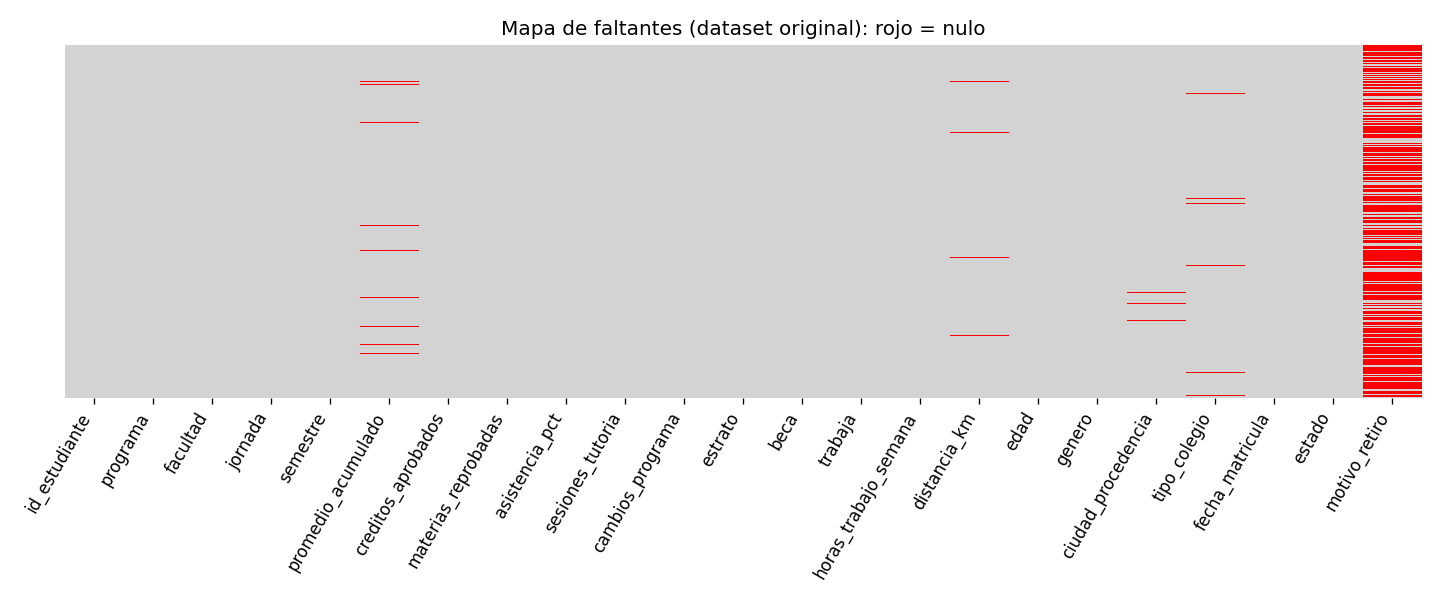 Mapa de faltantes (dataset original): rojo = nulo
id_estudiante
programa
facultad
jornada
semestre
promedio_acumulado
creditos_aprobados
materias_reprobadas
asistencia_pct
sesiones_tutoria
cambios_programa
estrato
beca
trabaja
horas_trabajo_semana
distancia_km
edad
genero
ciudad_procedencia
tipo_colegio
fecha_matricula
estado
motivo_retiro